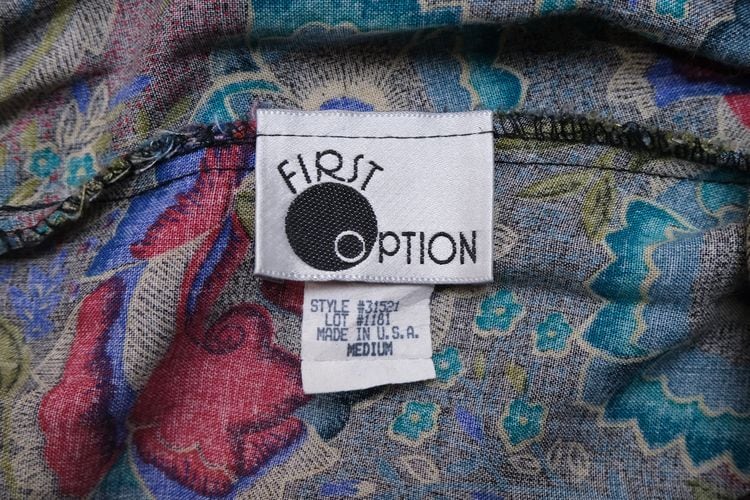 FIRST
OPTION
STYLE #31521
LOT #1181
MADE IN U.S.A.
MEDIUM